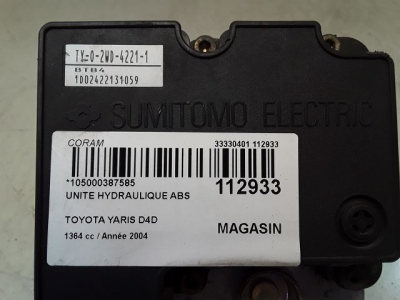 TY=0-2WD-4221-1
BTB4
1D02422131059
SUMITOMO ELECTRIC
CORAM 33330401 112933
*105000387585 112933
UNITE HYDRAULIQUE ABS
TOYOTA YARIS D4D
1364 cc / Année 2004 MAGASIN